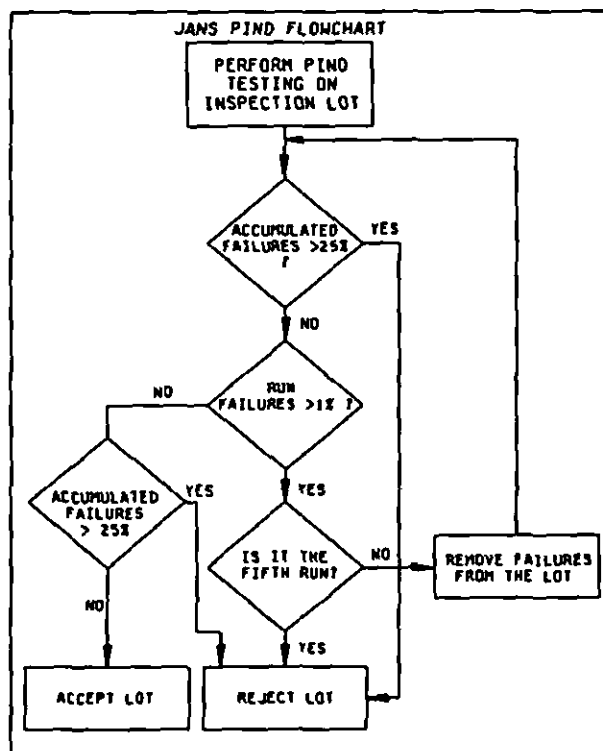 JANS PIND FLOWCHART
PERFORM PIND
TESTING ON
INSPECTION LOT
ACCUMULATED
FAILURES >25%
?
YES
NO
RUN
FAILURES >1% ?
NO
YES
ACCUMULATED
FAILURES
> 25%
YES
NO
IS IT THE
FIFTH RUN?
NO
YES
REMOVE FAILURES
FROM THE LOT
ACCEPT LOT
REJECT LOT